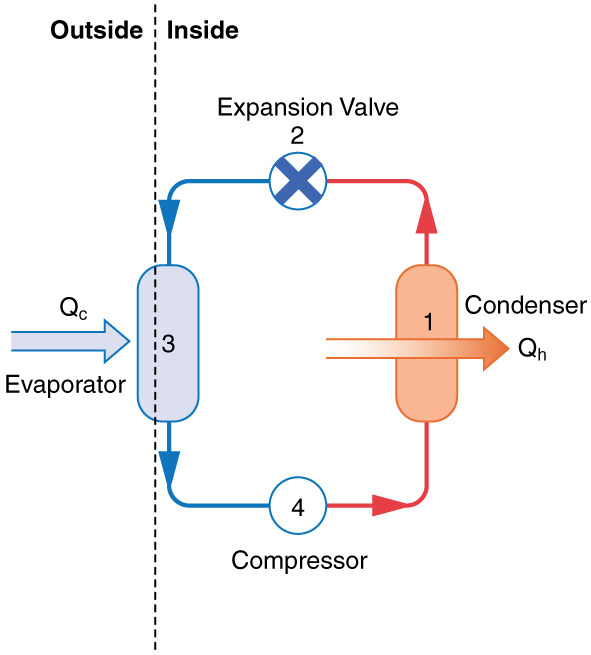 Outside Inside
Expansion Valve
2
Qc
Evaporator
3
1
Condenser
Qh
4
Compressor